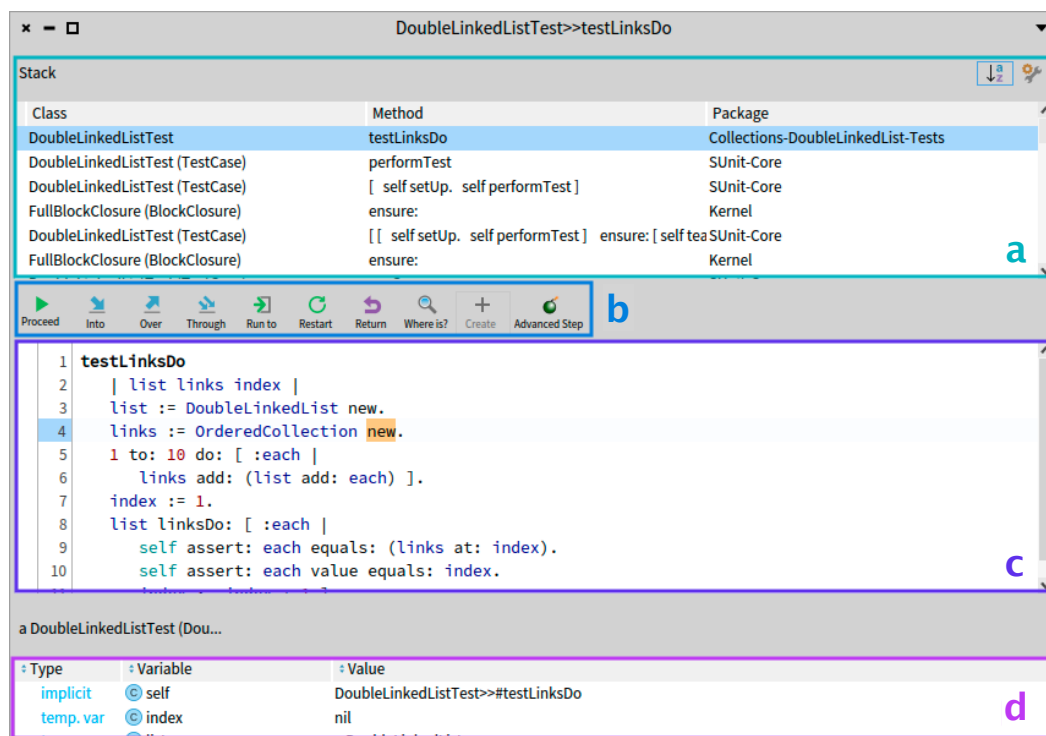 DoubleLinkedListTest>>testLinksDo
Stack
Class Method Package
DoubleLinkedListTest testLinksDo Collections-DoubleLinkedList-Tests
DoubleLinkedListTest (TestCase) performTest SUnit-Core
DoubleLinkedListTest (TestCase) [ self setUp. self performTest ] SUnit-Core
FullBlockClosure (BlockClosure) ensure: Kernel
DoubleLinkedListTest (TestCase) [ [ self setUp. self performTest ] ensure: [ self tea SUnit-Core
FullBlockClosure (BlockClosure) ensure: Kernel
a
Proceed Into Over Through Run to Restart Return Where is? Create Advanced Step
b
1 testLinksDo
2 | list links index |
3 list := DoubleLinkedList new.
4 links := OrderedCollection new.
5 1 to: 10 do: [ :each |
6 links add: (list add: each) ].
7 index := 1.
8 list linksDo: [ :each |
9 self assert: each equals: (links at: index).
10 self assert: each value equals: index.
c
a DoubleLinkedListTest (Dou...
Type Variable Value
implicit C self DoubleLinkedListTest>>#testLinksDo
temp. var C index nil
d